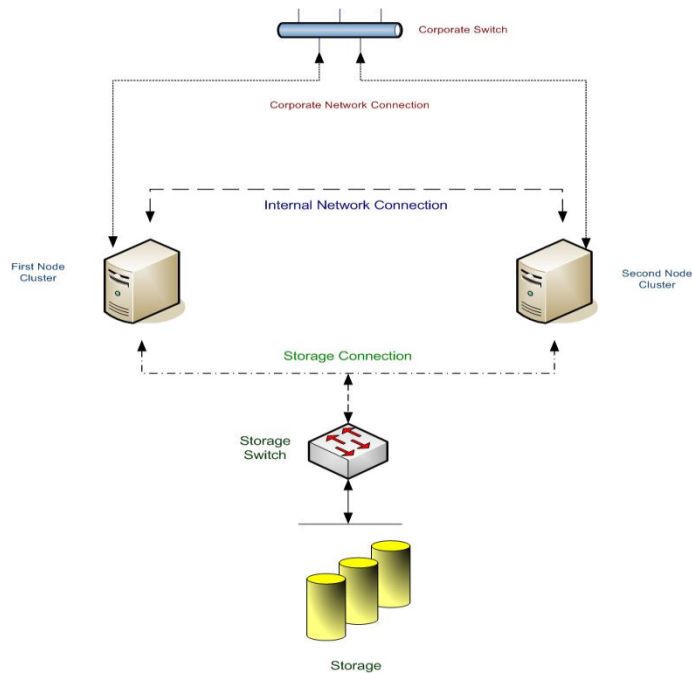 Corporate Switch
Corporate Network Connection
Internal Network Connection
First Node
Cluster
Second Node
Cluster
Storage Connection
Storage
Switch
Storage